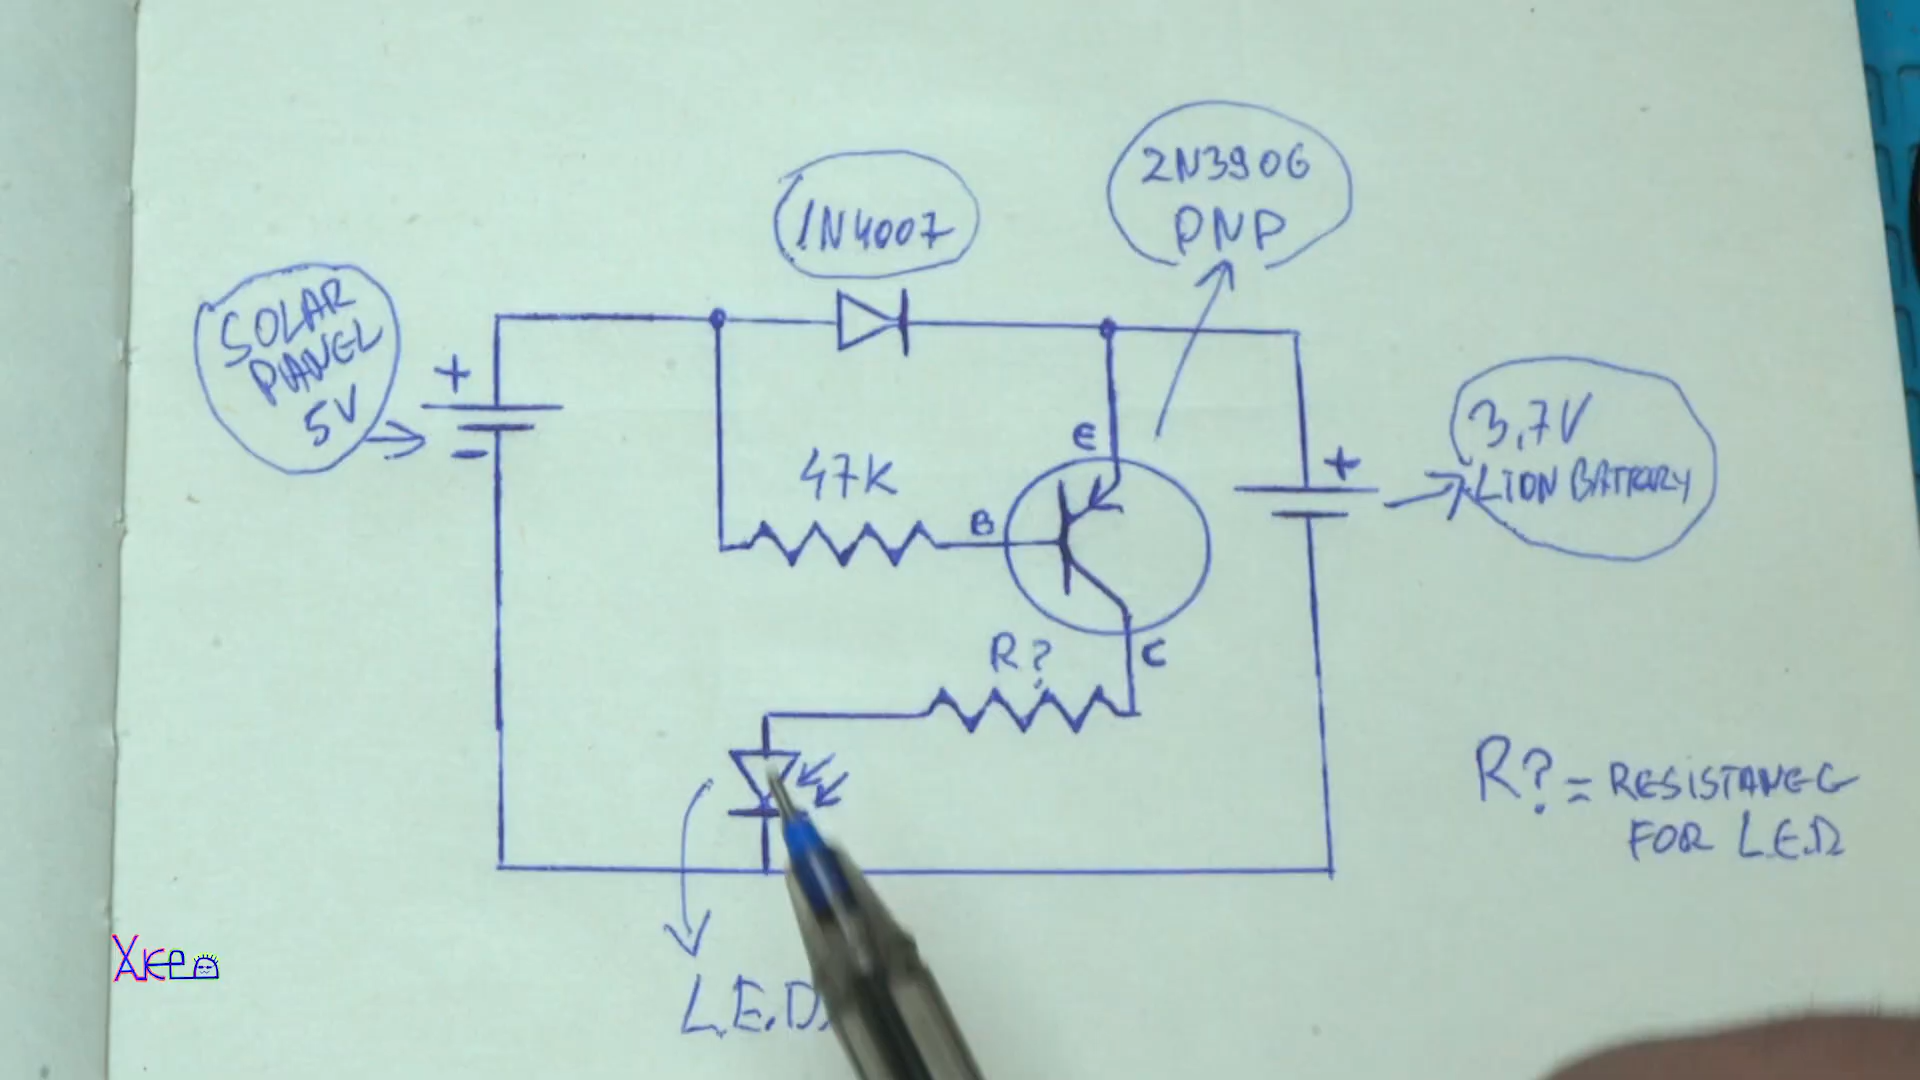 2N3906
PNP
1N4007
SOLAR
PANEL
5V
+
-
E
3,7V
LION BATTERY
+
47K
B
C
R?
R? = RESISTANCE
FOR L.E.D
L.E.D.